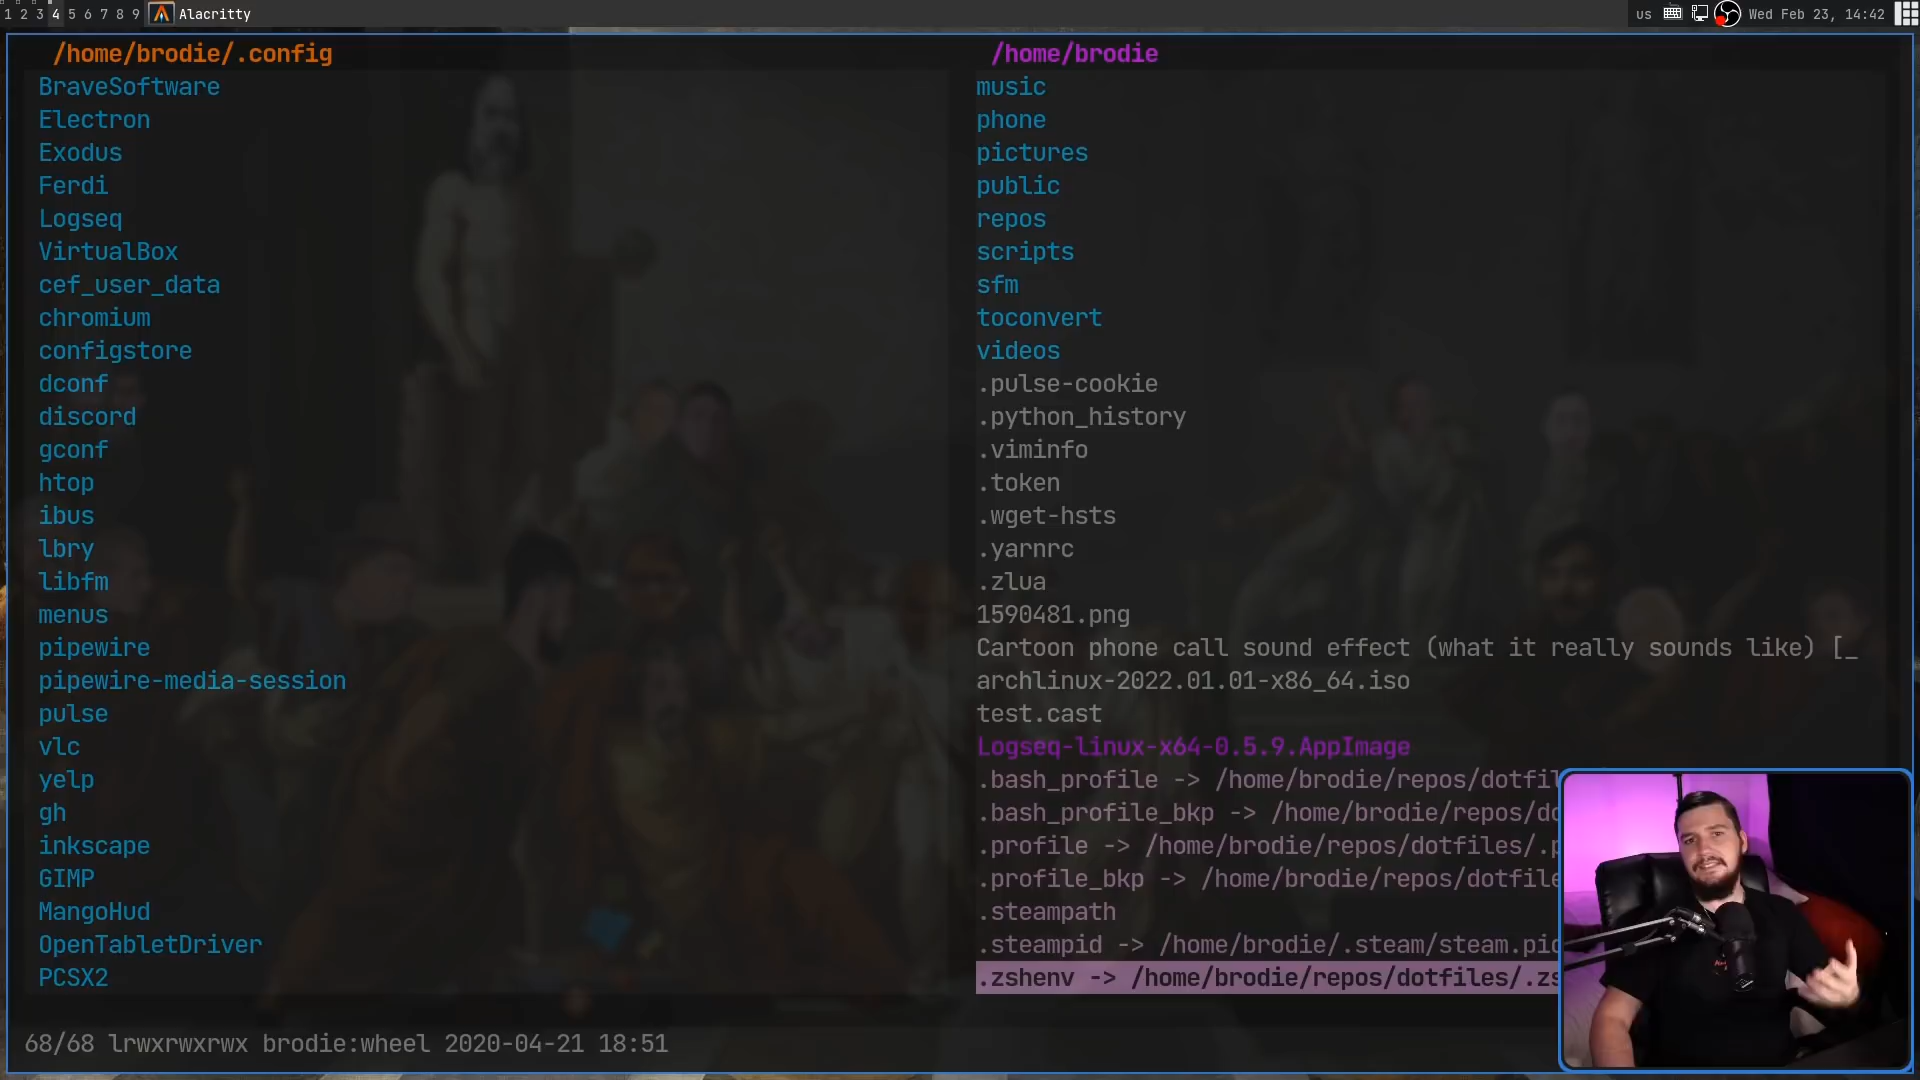 1 2 3 4 5 6 7 8 9 Alacritty
us Wed Feb 23, 14:42
/home/brodie/.config
BraveSoftware
Electron
Exodus
Ferdi
Logseq
VirtualBox
cef_user_data
chromium
configstore
dconf
discord
gconf
htop
ibus
lbry
libfm
menus
pipewire
pipewire-media-session
pulse
vlc
yelp
gh
inkscape
GIMP
MangoHud
OpenTabletDriver
PCSX2
/home/brodie
music
phone
pictures
public
repos
scripts
sfm
toconvert
videos
.pulse-cookie
.python_history
.viminfo
.token
.wget-hsts
.yarnrc
.zlua
1590481.png
Cartoon phone call sound effect (what it really sounds like) [_
archlinux-2022.01.01-x86_64.iso
test.cast
Logseq-linux-x64-0.5.9.AppImage
.bash_profile -> /home/brodie/repos/dotfil
.bash_profile_bkp -> /home/brodie/repos/do
.profile -> /home/brodie/repos/dotfiles/.p
.profile_bkp -> /home/brodie/repos/dotfile
.steampath
.steampid -> /home/brodie/.steam/steam.pid
.zshenv -> /home/brodie/repos/dotfiles/.zs
68/68 lrwxrwxrwx brodie:wheel 2020-04-21 18:51